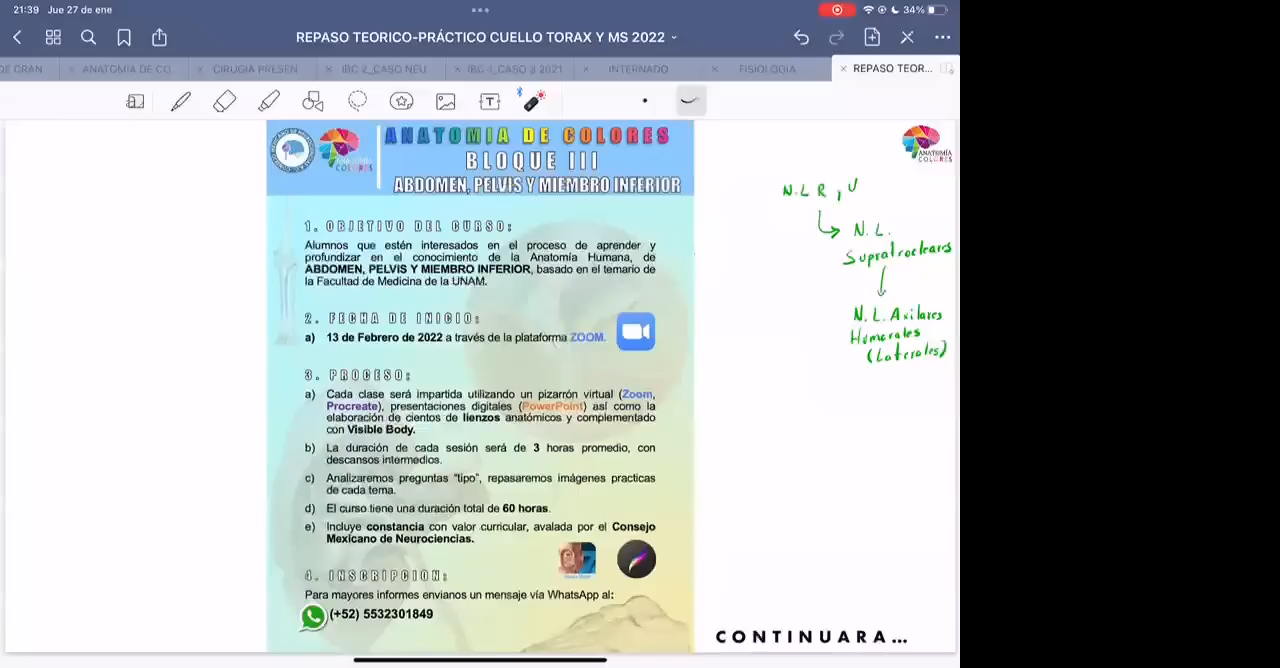 21:39 Jue 27 de ene
34%
REPASO TEORICO-PRÁCTICO CUELLO TORAX Y MS 2022
DE CRAN
ANATOMÍA DE CO
CIRUGIA PRESEN
IBC 2_CASO NEU
INTERNADO
FISIOLOGIA
REPASO TEOR...
ANATOMIA DE COLORES
BLOQUE III
ABDOMEN, PELVIS Y MIEMBRO INFERIOR
ANATOMÍA
COLORES
1. OBJETIVO DEL CURSO:
Alumnos que estén interesados en el proceso de aprender y
profundizar en el conocimiento de la Anatomía Humana, de
ABDOMEN, PELVIS Y MIEMBRO INFERIOR, basado en el temario de
la Facultad de Medicina de la UNAM.
2. FECHA DE INICIO:
a) 13 de Febrero de 2022 a través de la plataforma ZOOM.
3. PROCESO:
a) Cada clase será impartida utilizando un pizarrón virtual (Zoom,
Procreate), presentaciones digitales (PowerPoint) así como la
elaboración de cientos de lienzos anatómicos y complementado
con Visible Body.
b) La duración de cada sesión será de 3 horas promedio, con
descansos intermedios.
c) Analizaremos preguntas "tipo", repasaremos imágenes practicas
de cada tema.
d) El curso tiene una duración total de 60 horas.
e) Incluye constancia con valor curricular, avalada por el Consejo
Mexicano de Neurociencias.
4. INSCRIPCION:
Para mayores informes envianos un mensaje vía WhatsApp al:
(+52) 5532301849
ANATOMÍA
COLORES
N.L R, U
N.L.
Supratrocleares
N.L. Axilares
Humerales
(Laterales)
CONTINUARA...